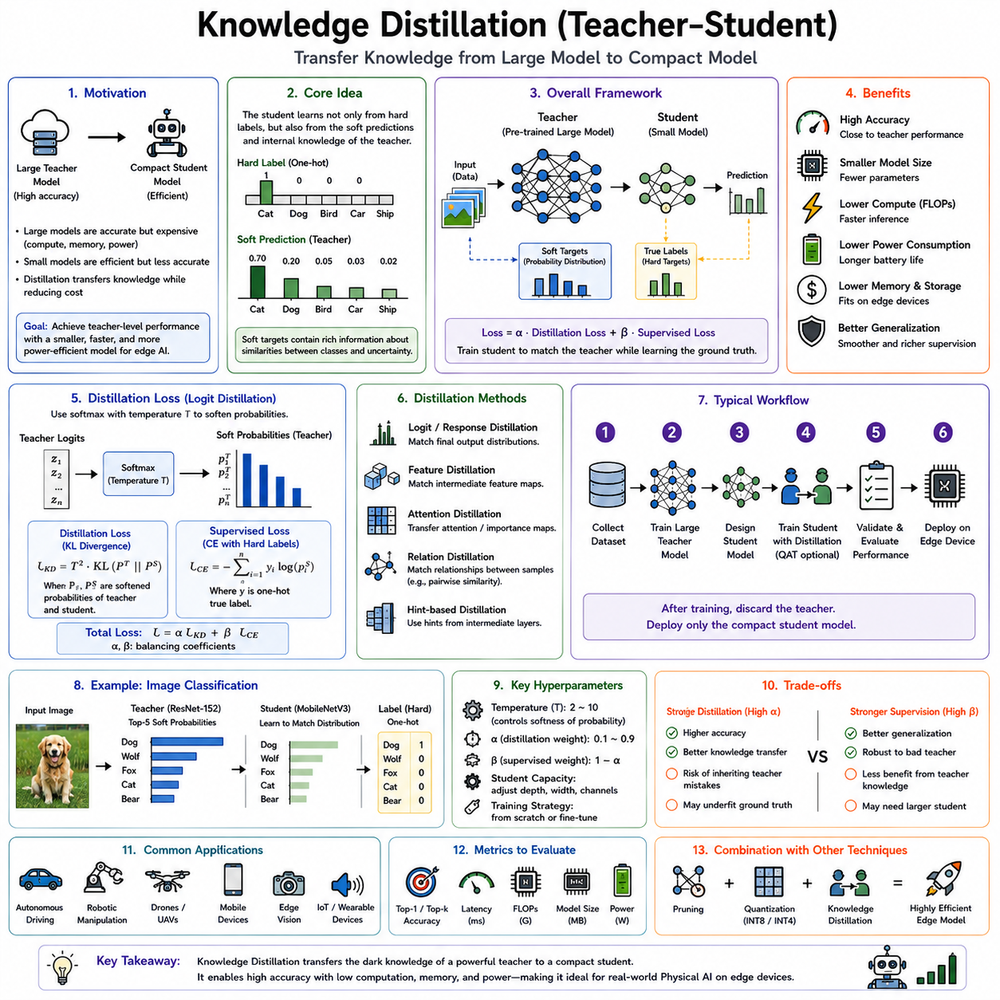 Knowledge Distillation (Teacher–Student)
Transfer Knowledge from Large Model to Compact Model
1. Motivation
Large Teacher
Model
(High accuracy)
Compact Student
Model
(Efficient)
• Large models are accurate but expensive
(compute, memory, power)
• Small models are efficient but less accurate
• Distillation transfers knowledge while
reducing cost
Goal: Achieve teacher-level performance
with a smaller, faster, and more
power-efficient model for edge AI.
2. Core Idea
The student learns not only from hard
labels, but also from the soft predictions
and internal knowledge of the teacher.
Hard Label (One-hot)
1 0 0 0
Cat Dog Bird Car Ship
Soft Prediction (Teacher)
0.70 0.20 0.05 0.03 0.02
Cat Dog Bird Car Ship
Soft targets contain rich information about
similarities between classes and uncertainty.
3. Overall Framework
Teacher
(Pre-trained Large Model)
Student
(Small Model)
Input
(Data)
Prediction
Soft Targets
(Probability Distribution)
True Labels
(Hard Targets)
Loss = α · Distillation Loss + β · Supervised Loss
Train student to match the teacher while learning the ground truth.
4. Benefits
High Accuracy
Close to teacher performance
Smaller Model Size
Fewer parameters
Lower Compute (FLOPs)
Faster inference
Lower Power Consumption
Longer battery life
$
Lower Memory & Storage
Fits on edge devices
Better Generalization
Smoother and richer supervision
5. Distillation Loss (Logit Distillation)
Use softmax with temperature T to soften probabilities.
Teacher Logits
z₁
z₂
...
zₙ
Softmax
(Temperature T)
Soft Probabilities (Teacher)
p₁ᵀ
p₂ᵀ
...
pₙᵀ
Distillation Loss
(KL Divergence)
L_KD = T² · KL (Pᵀ || Pˢ)
are softened
probabilities of teacher
and student.
Supervised Loss
(CE with Hard Labels)
L_CE = − ∑ᵢ₌₁ⁿ yᵢ log(pᵢˢ)
Where y is one-hot
true label.
Total Loss: L = α L_KD + β L_CE
α, β: balancing coefficients
6. Distillation Methods
Logit / Response Distillation
Match final output distributions.
Feature Distillation
Match intermediate feature maps.
Attention Distillation
Transfer attention / importance maps.
Relation Distillation
Match relationships between samples
(e.g., pairwise similarity).
Hint-based Distillation
Use hints from intermediate layers.
7. Typical Workflow
1 2 3 4 5 6
Collect
Dataset
Train Large
Teacher
Model
Design
Student
Model
Train Student
with Distillation
(QAT optional)
Validate &
Evaluate
Performance
Deploy on
Edge Device
After training, discard the teacher.
Deploy only the compact student model.
8. Example: Image Classification
Input Image
Teacher (ResNet-152)
Top-5 Soft Probabilities
Dog
Wolf
Fox
Cat
Bear
Student (MobileNetV3)
Learn to Match Distribution
Dog
Wolf
Fox
Cat
Bear
Label (Hard)
One-hot
Dog 1
Wolf 0
Fox 0
Cat 0
Bear 0
9. Key Hyperparameters
Temperature (T): 2 ~ 10
(controls softness of probability)
α (distillation weight): 0.1 ~ 0.9
β (supervised weight): 1 − α
Student Capacity:
adjust depth, width, channels
Training Strategy:
from scratch or fine-tune
10. Trade-offs
Distillation (High α)
Higher accuracy
Better knowledge transfer
Risk of inheriting teacher
mistakes
May underfit ground truth
VS
Stronger Supervision (High β)
Better generalization
Robust to bad teacher
Less benefit from teacher
knowledge
May need larger student
11. Common Applications
Autonomous
Driving
Robotic
Manipulation
Drones /
UAVs
Mobile
Devices
Edge
Vision
IoT / Wearable
Devices
12. Metrics to Evaluate
Top-1 / Top-k
Accuracy
Latency
(ms)
FLOPs
(G)
Model Size
(MB)
Power
(W)
13. Combination with Other Techniques
Pruning
+
Quantization
(INT8 / INT4)
+
Knowledge
Distillation
=
Highly Efficient
Edge Model
Key Takeaway:
Knowledge Distillation transfers the dark knowledge of a powerful teacher to a compact student.
It enables high accuracy with low computation, memory, and power—making it ideal for real-world Physical AI on edge devices.